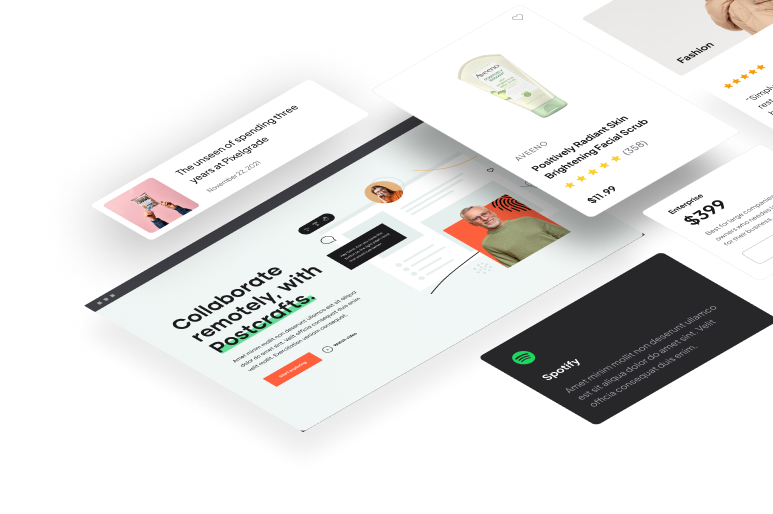 The unseen of spending three
years at Pixelgrade
November 22, 2021
Collaborate
remotely, with
Postcrafts.
Amet minim mollit non deserunt ullamco est sit aliqua
dolor do amet sint. Velit officia consequat duis enim
velit mollit. Exercitation veniam consequat.
Start exploring
Watch video
Aveeno
AVEENO
Positively Radiant Skin
Brightening Facial Scrub
(358)
$11.99
Fashion
"Simply
rest
Enterprise
$399
Best for large companies
owners who needed
for their business
Spotify
Amet minim mollit non deserunt ullamco
est sit aliqua dolor do amet sint. Velit
officia consequat duis enim.